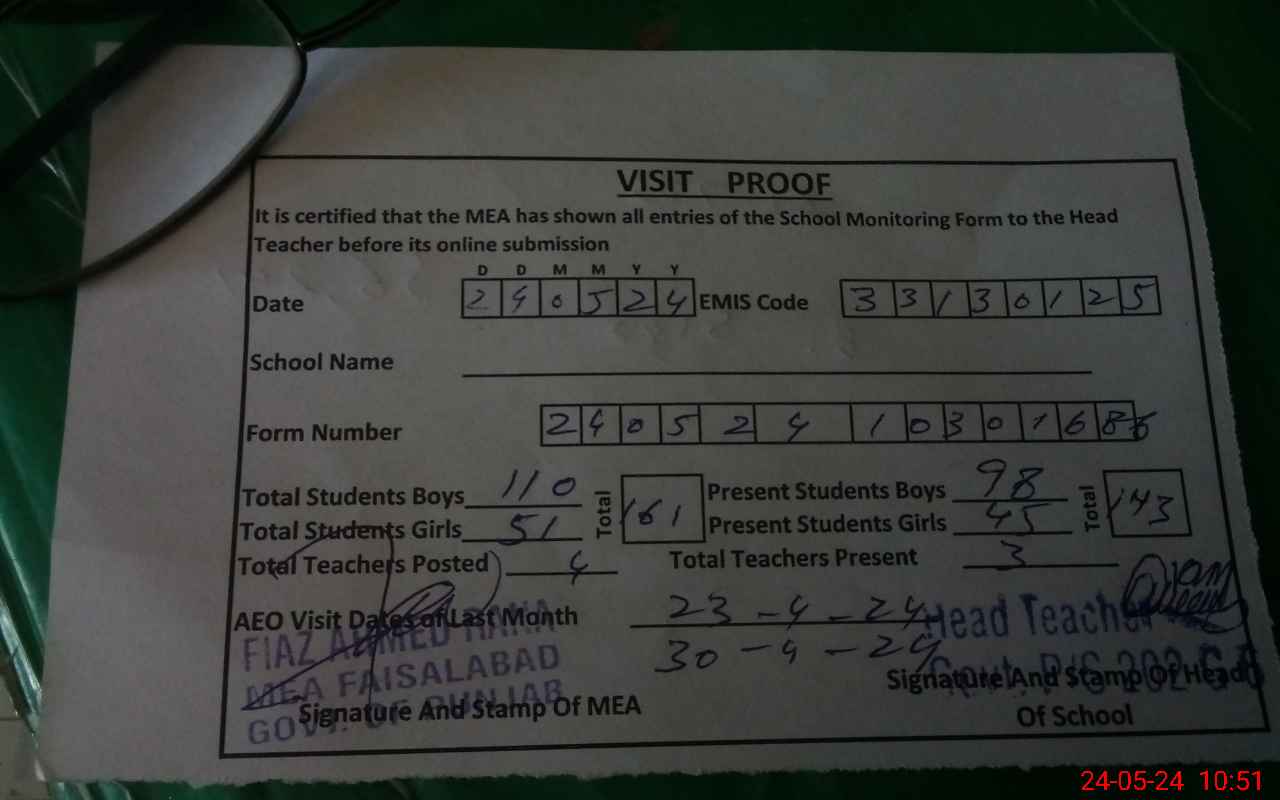 VISIT PROOF
It is certified that the MEA has shown all entries of the School Monitoring Form to the Head
Teacher before its online submission
D D M M Y Y
Date 2 4 0 5 2 4 EMIS Code 3 3 1 3 0 1 2 5
School Name
Form Number 2 4 0 5 2 4 1 0 3 0 1 6 8
Total Students Boys 110 Total 161 Present Students Boys 98 Total 143
Total Students Girls 51 Present Students Girls 45
Total Teachers Posted 4 Total Teachers Present 3
AEO Visit Dates of Last Month 23-4-24
30-4-24
FIAZ AHMED RANA
MEA FAISALABAD
GOVT. OF PUNJAB
Signature And Stamp Of MEA
Head Teacher
Signature And Stamp Of Head
Of School
24-05-24 10:51